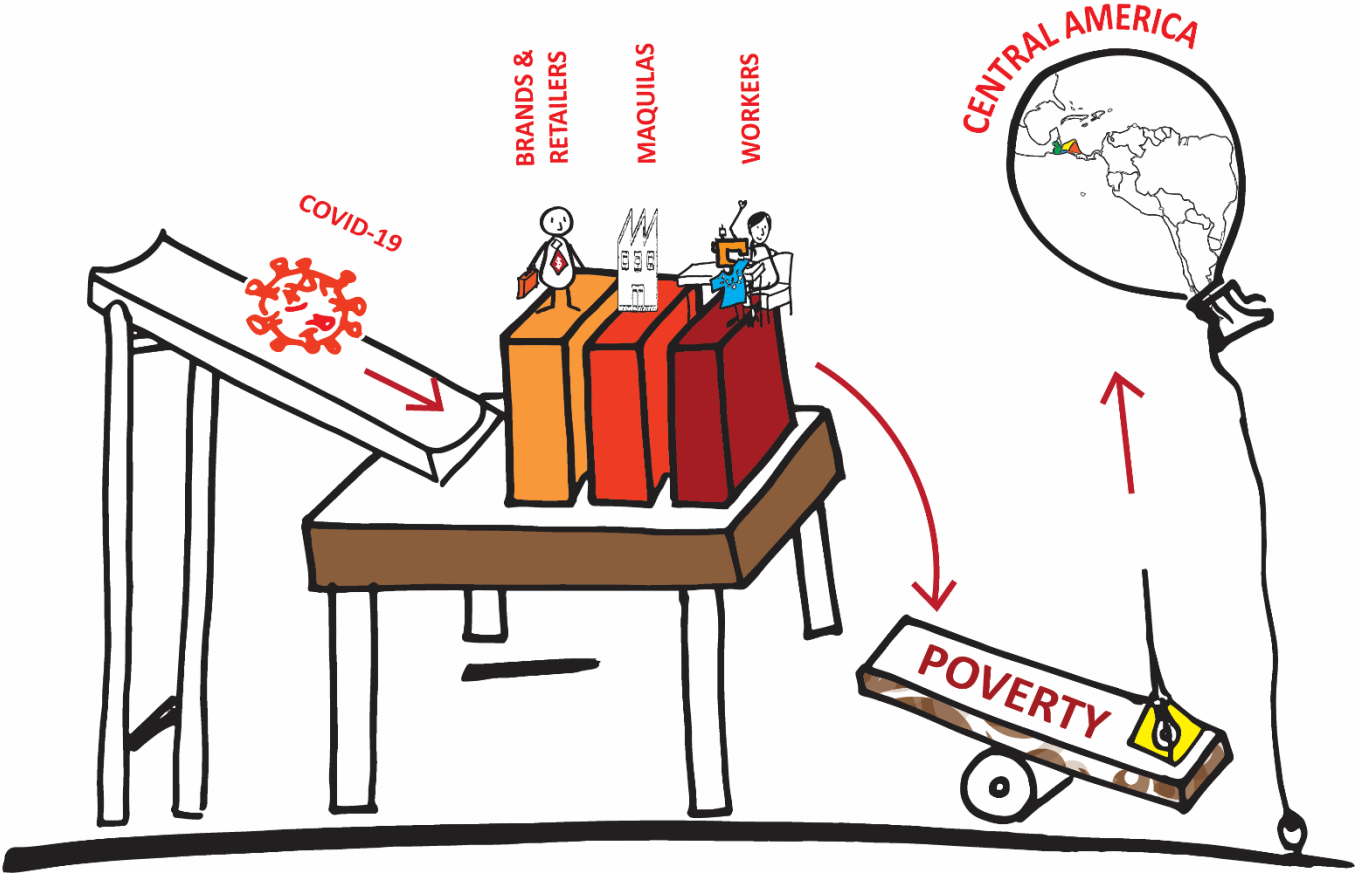 COVID-19
BRANDS &
RETAILERS
MAQUILAS
WORKERS
CENTRAL AMERICA
POVERTY